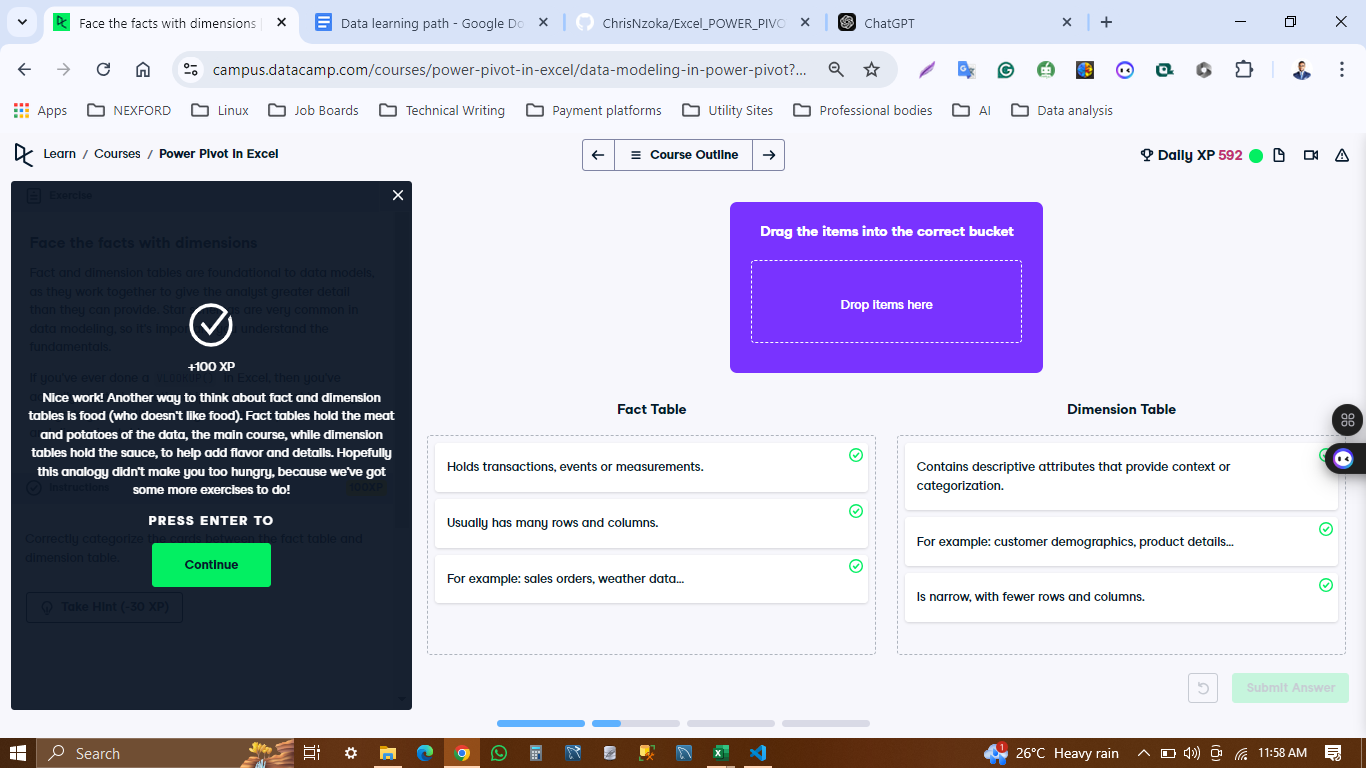 Face the facts with dimensions |
Data learning path - Google Do
ChrisNzoka/Excel_POWER_PIVO
ChatGPT
campus.datacamp.com/courses/power-pivot-in-excel/data-modeling-in-power-pivot?...
Apps
NEXFORD
Linux
Job Boards
Technical Writing
Payment platforms
Utility Sites
Professional bodies
AI
Data analysis
Learn / Courses / Power Pivot in Excel
Course Outline
Daily XP 592
Exercise
Face the facts with dimensions
Fact and dimension tables are foundational to data models,
as they work together to give the analyst greater detail
than they can provide. Star are very common in
data modeling, so it's understand the
fundamentals.
+100 XP
If you've ever done a in Excel, then you've
Nice work! Another way to think about fact and dimension
tables is food (who doesn't like food). Fact tables hold the meat
and potatoes of the data, the main course, while dimension
tables hold the sauce, to help add flavor and details. Hopefully
this analogy didn't make you too hungry, because we've got
some more exercises to do!
Instructions
100XP
PRESS ENTER TO
Correctly categorize the cards between the fact table and
dimension table.
Continue
Take Hint (-30 XP)
Drag the items into the correct bucket
Drop items here
Fact Table
Holds transactions, events or measurements.
Usually has many rows and columns.
For example: sales orders, weather data...
Dimension Table
Contains descriptive attributes that provide context or
categorization.
For example: customer demographics, product details...
Is narrow, with fewer rows and columns.
Submit Answer
Search
1
26°C Heavy rain
11:58 AM